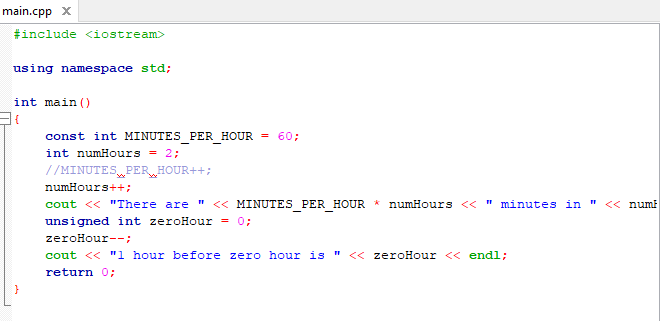 main.cpp
#include <iostream>
using namespace std;
int main()
{
const int MINUTES_PER_HOUR = 60;
int numHours = 2;
//MINUTES_PER_HOUR++;
numHours++;
cout << "There are " << MINUTES_PER_HOUR * numHours << " minutes in " <<
unsigned int zeroHour = 0;
zeroHour--;
cout << "1 hour before zero hour is " << zeroHour << endl;
return 0;
}